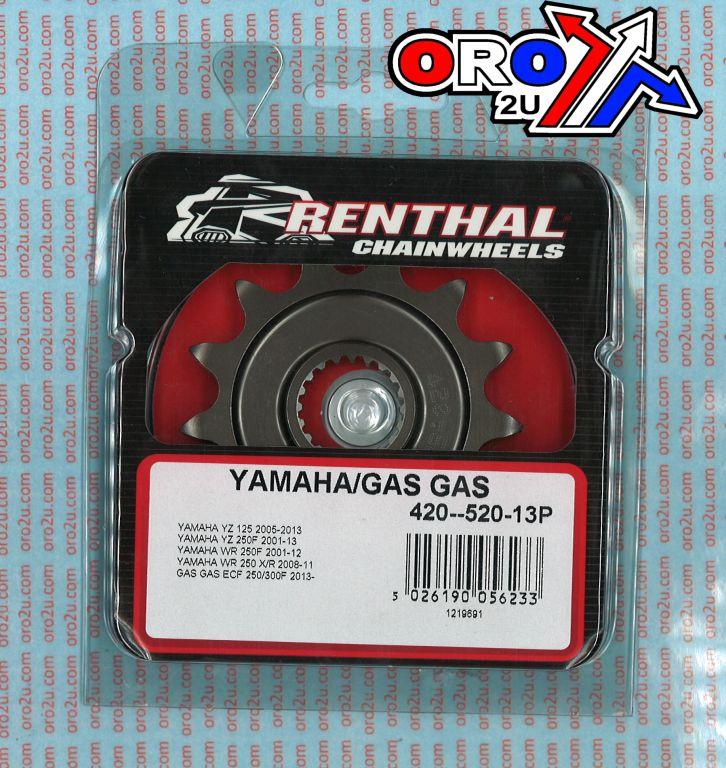 ORO
2U
RENTHAL
CHAINWHEELS
YAMAHA/GAS GAS
420--520-13P
YAMAHA YZ 125 2005-2013
YAMAHA YZ 250F 2001-13
YAMAHA WR 250F 2001-12
YAMAHA WR 250 X/R 2008-11
GAS GAS ECF 250/300F 2013-
5 026190 056233
1219691
oro2u.com